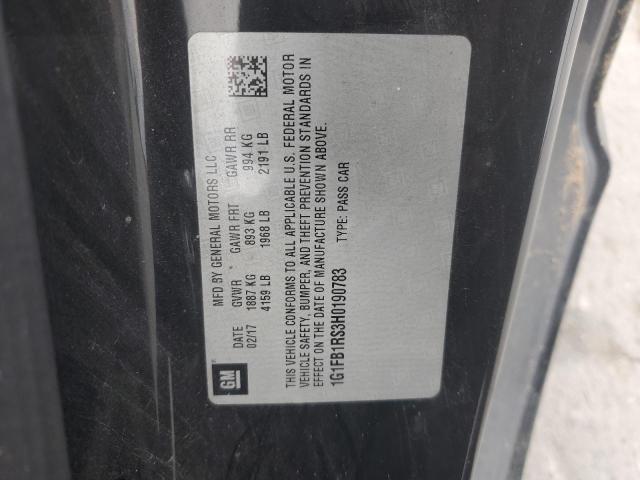 MFD BY GENERAL MOTORS LLC
DATE GVWR GAWR FRT GAWR RR
02/17 1887 KG 893 KG 994 KG
4159 LB 1968 LB 2191 LB
GM
THIS VEHICLE CONFORMS TO ALL APPLICABLE U.S. FEDERAL MOTOR
VEHICLE SAFETY, BUMPER, AND THEFT PREVENTION STANDARDS IN
EFFECT ON THE DATE OF MANUFACTURE SHOWN ABOVE.
1G1FB1RS3H0190783 TYPE: PASS CAR